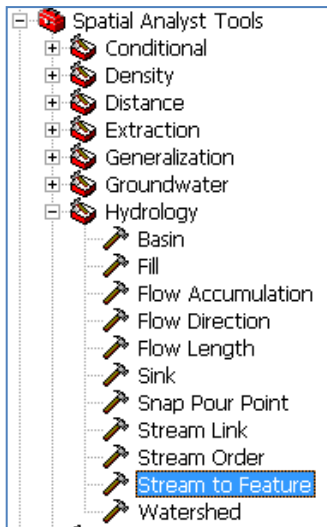 Spatial Analyst Tools
Conditional
Density
Distance
Extraction
Generalization
Groundwater
Hydrology
Basin
Fill
Flow Accumulation
Flow Direction
Flow Length
Sink
Snap Pour Point
Stream Link
Stream Order
Stream to Feature
Watershed